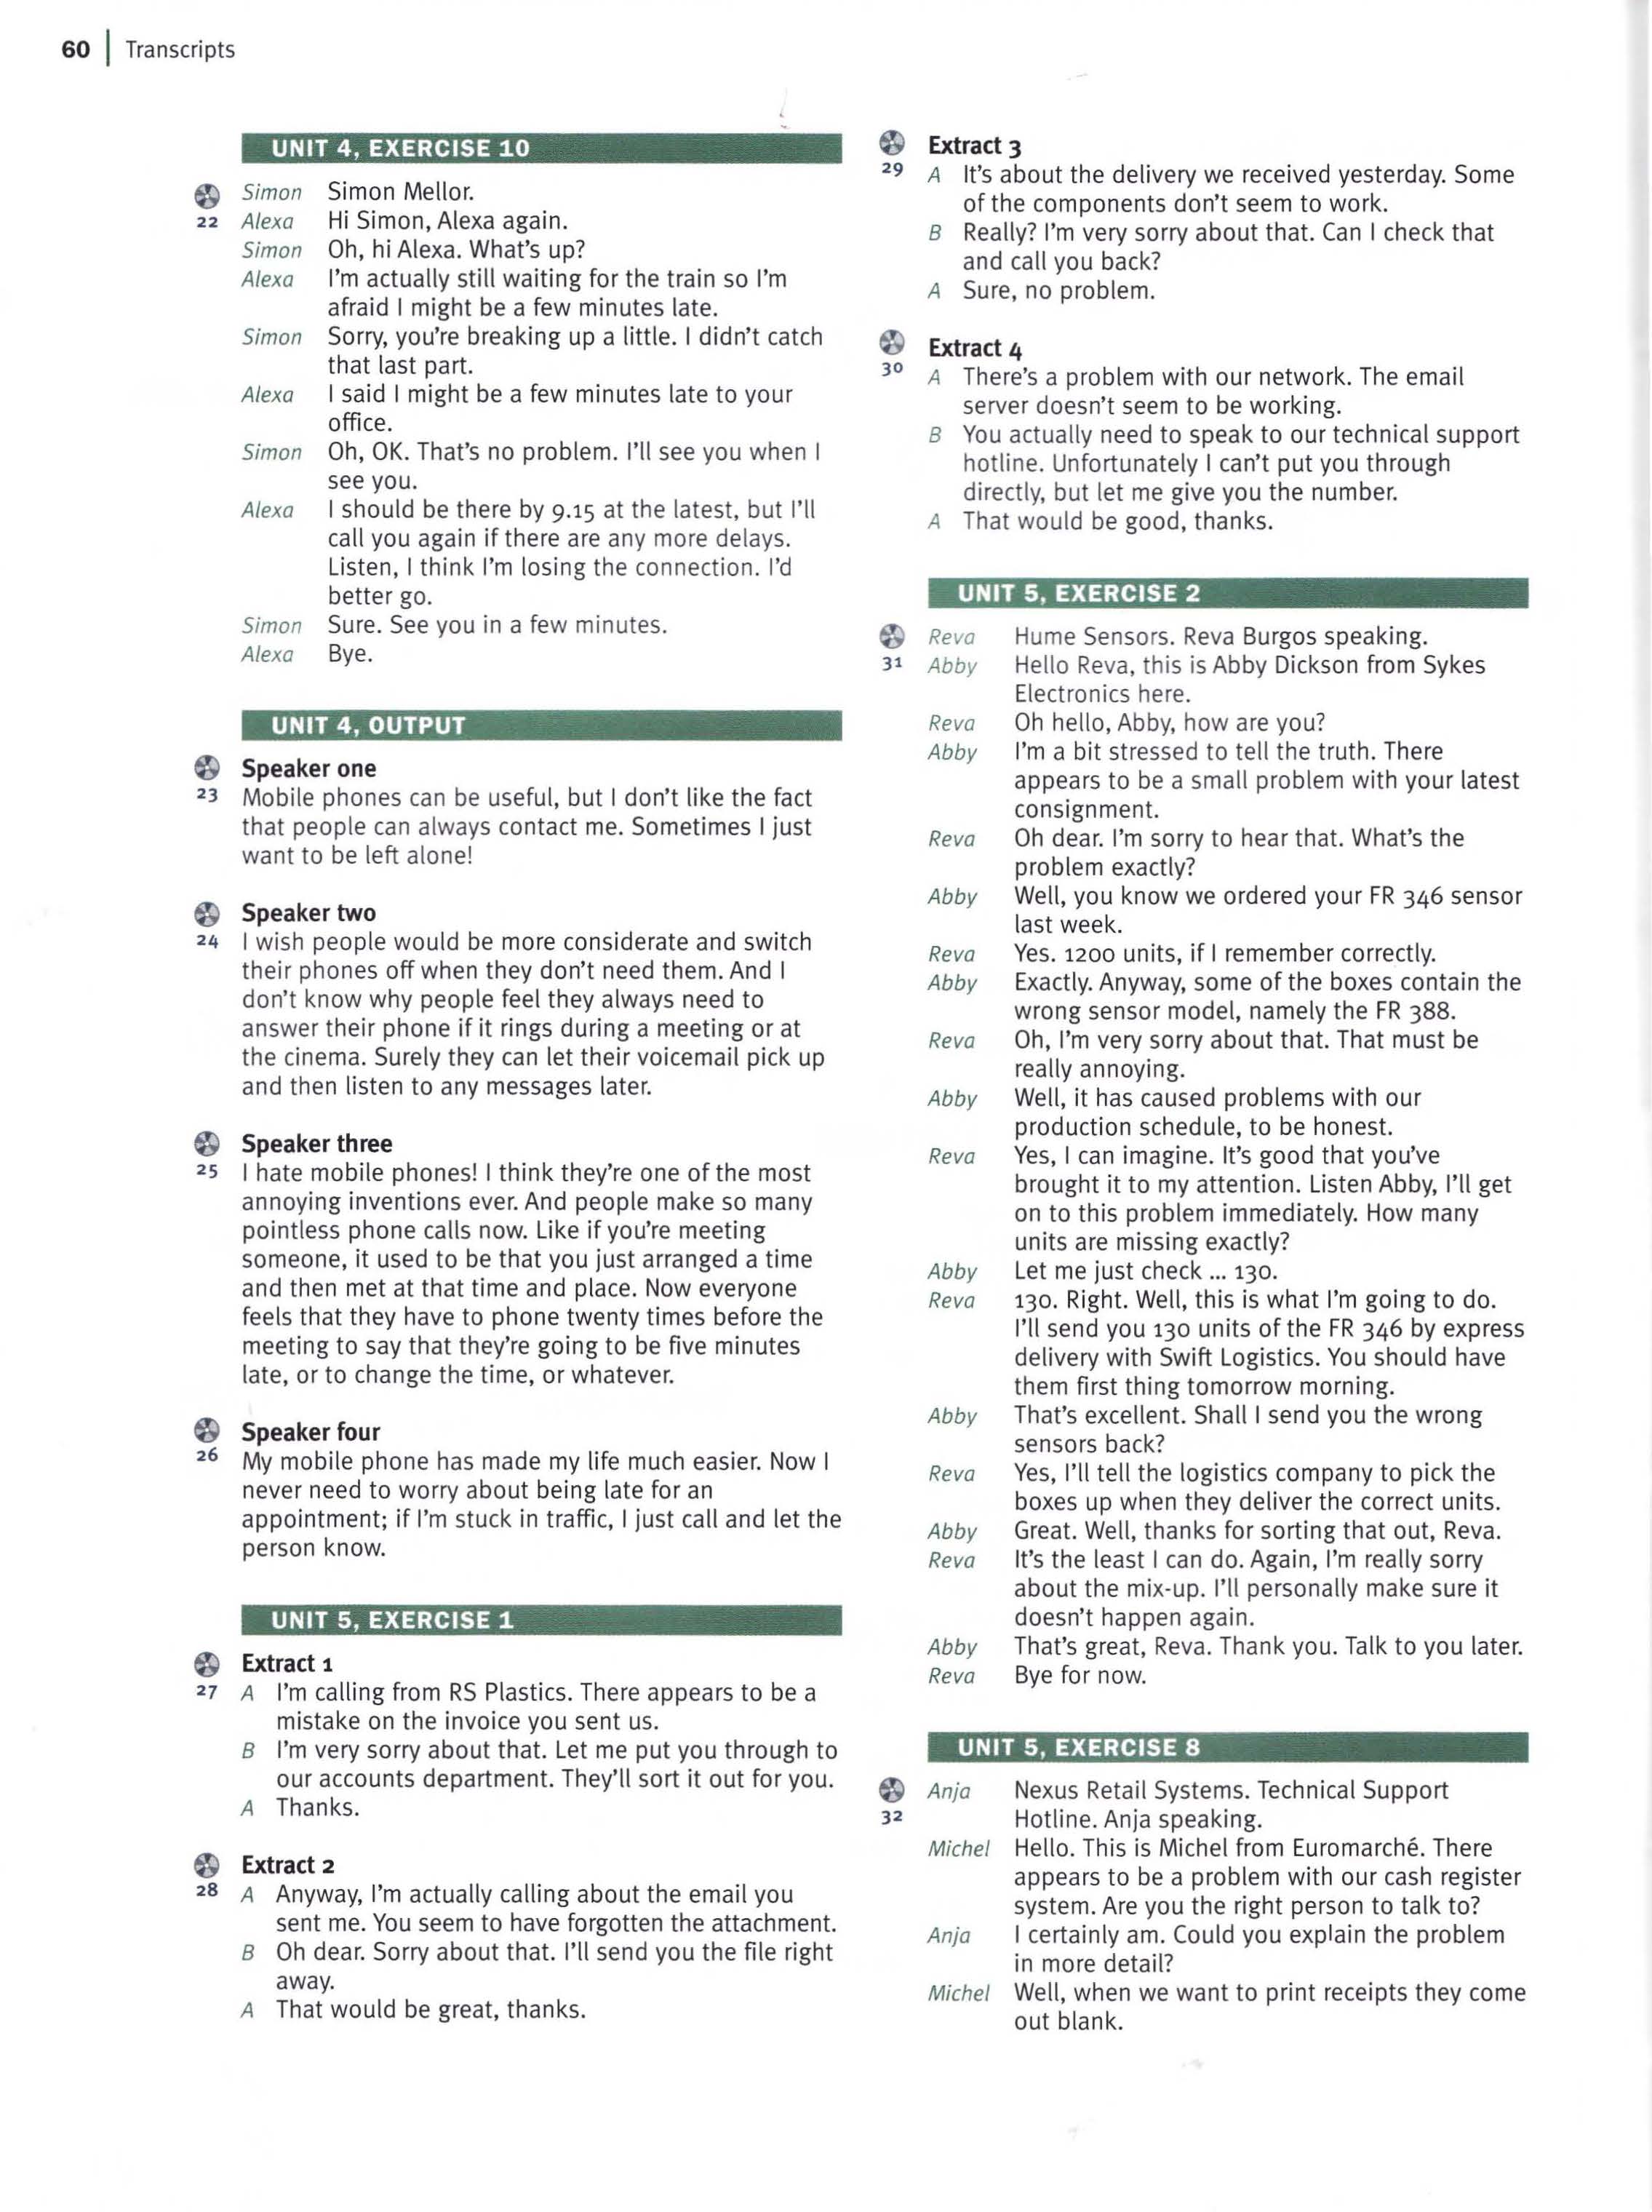 60 | Transcripts
UNIT 4, EXERCISE 10
Simon Simon Mellor.
22 Alexa Hi Simon, Alexa again.
Simon Oh, hi Alexa. What's up?
Alexa I'm actually still waiting for the train so I'm
afraid I might be a few minutes late.
Simon Sorry, you're breaking up a little. I didn't catch
that last part.
Alexa I said I might be a few minutes late to your
office.
Simon Oh, OK. That's no problem. I'll see you when I
see you.
Alexa I should be there by 9.15 at the latest, but I'll
call you again if there are any more delays.
Listen, I think I'm losing the connection. I'd
better go.
Simon Sure. See you in a few minutes.
Alexa Bye.
UNIT 4, OUTPUT
Speaker one
23 Mobile phones can be useful, but I don't like the fact
that people can always contact me. Sometimes I just
want to be left alone!
Speaker two
24 I wish people would be more considerate and switch
their phones off when they don't need them. And I
don't know why people feel they always need to
answer their phone if it rings during a meeting or at
the cinema. Surely they can let their voicemail pick up
and then listen to any messages later.
Speaker three
25 I hate mobile phones! I think they're one of the most
annoying inventions ever. And people make so many
pointless phone calls now. Like if you're meeting
someone, it used to be that you just arranged a time
and then met at that time and place. Now everyone
feels that they have to phone twenty times before the
meeting to say that they're going to be five minutes
late, or to change the time, or whatever.
Speaker four
26 My mobile phone has made my life much easier. Now I
never need to worry about being late for an
appointment; if I'm stuck in traffic, I just call and let the
person know.
UNIT 5, EXERCISE 1
Extract 1
27 A I'm calling from RS Plastics. There appears to be a
mistake on the invoice you sent us.
B I'm very sorry about that. Let me put you through to
our accounts department. They'll sort it out for you.
A Thanks.
Extract 2
28 A Anyway, I'm actually calling about the email you
sent me. You seem to have forgotten the attachment.
B Oh dear. Sorry about that. I'll send you the file right
away.
A That would be great, thanks.
Extract 3
29 A It's about the delivery we received yesterday. Some
of the components don't seem to work.
B Really? I'm very sorry about that. Can I check that
and call you back?
A Sure, no problem.
Extract 4
30 A There's a problem with our network. The email
server doesn't seem to be working.
B You actually need to speak to our technical support
hotline. Unfortunately I can't put you through
directly, but let me give you the number.
A That would be good, thanks.
UNIT 5, EXERCISE 2
Reva Hume Sensors. Reva Burgos speaking.
31 Abby Hello Reva, this is Abby Dickson from Sykes
Electronics here.
Reva Oh hello, Abby, how are you?
Abby I'm a bit stressed to tell the truth. There
appears to be a small problem with your latest
consignment.
Reva Oh dear. I'm sorry to hear that. What's the
problem exactly?
Abby Well, you know we ordered your FR 346 sensor
last week.
Reva Yes. 1200 units, if I remember correctly.
Abby Exactly. Anyway, some of the boxes contain the
wrong sensor model, namely the FR 388.
Reva Oh, I'm very sorry about that. That must be
really annoying.
Abby Well, it has caused problems with our
production schedule, to be honest.
Reva Yes, I can imagine. It's good that you've
brought it to my attention. Listen Abby, I'll get
on to this problem immediately. How many
units are missing exactly?
Abby Let me just check ... 130.
Reva 130. Right. Well, this is what I'm going to do.
I'll send you 130 units of the FR 346 by express
delivery with Swift Logistics. You should have
them first thing tomorrow morning.
Abby That's excellent. Shall I send you the wrong
sensors back?
Reva Yes, I'll tell the logistics company to pick the
boxes up when they deliver the correct units.
Abby Great. Well, thanks for sorting that out, Reva.
Reva It's the least I can do. Again, I'm really sorry
about the mix-up. I'll personally make sure it
doesn't happen again.
Abby That's great, Reva. Thank you. Talk to you later.
Reva Bye for now.
UNIT 5, EXERCISE 8
Anja Nexus Retail Systems. Technical Support
32 Hotline. Anja speaking.
Michel Hello. This is Michel from Euromarché. There
appears to be a problem with our cash register
system. Are you the right person to talk to?
Anja I certainly am. Could you explain the problem
in more detail?
Michel Well, when we want to print receipts they come
out blank.